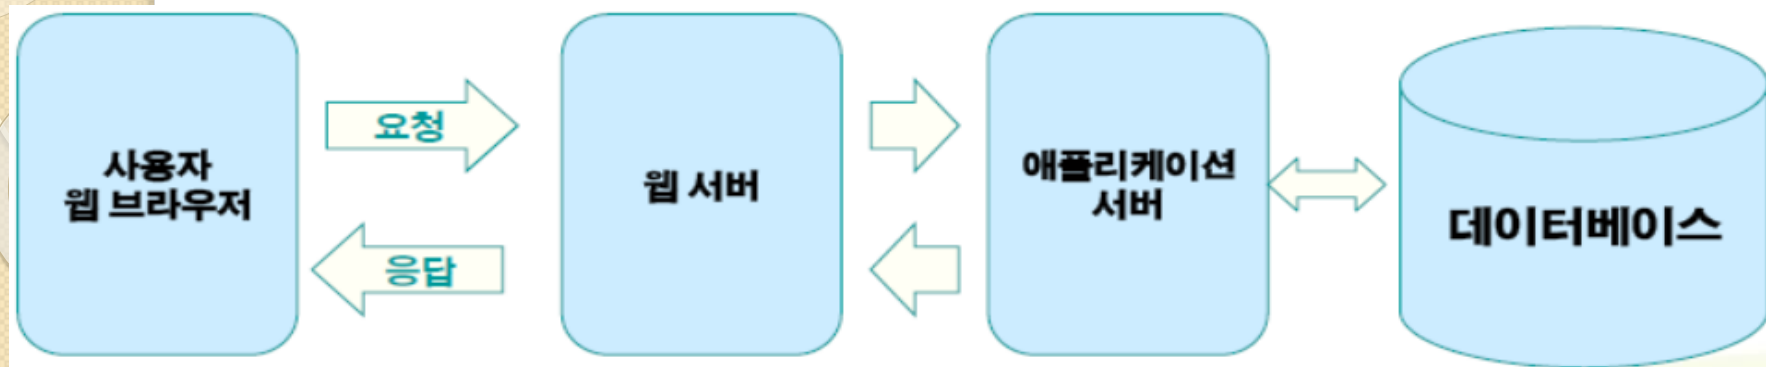 사용자
웹 브라우저
요청
응답
웹 서버
애플리케이션
서버
데이터베이스